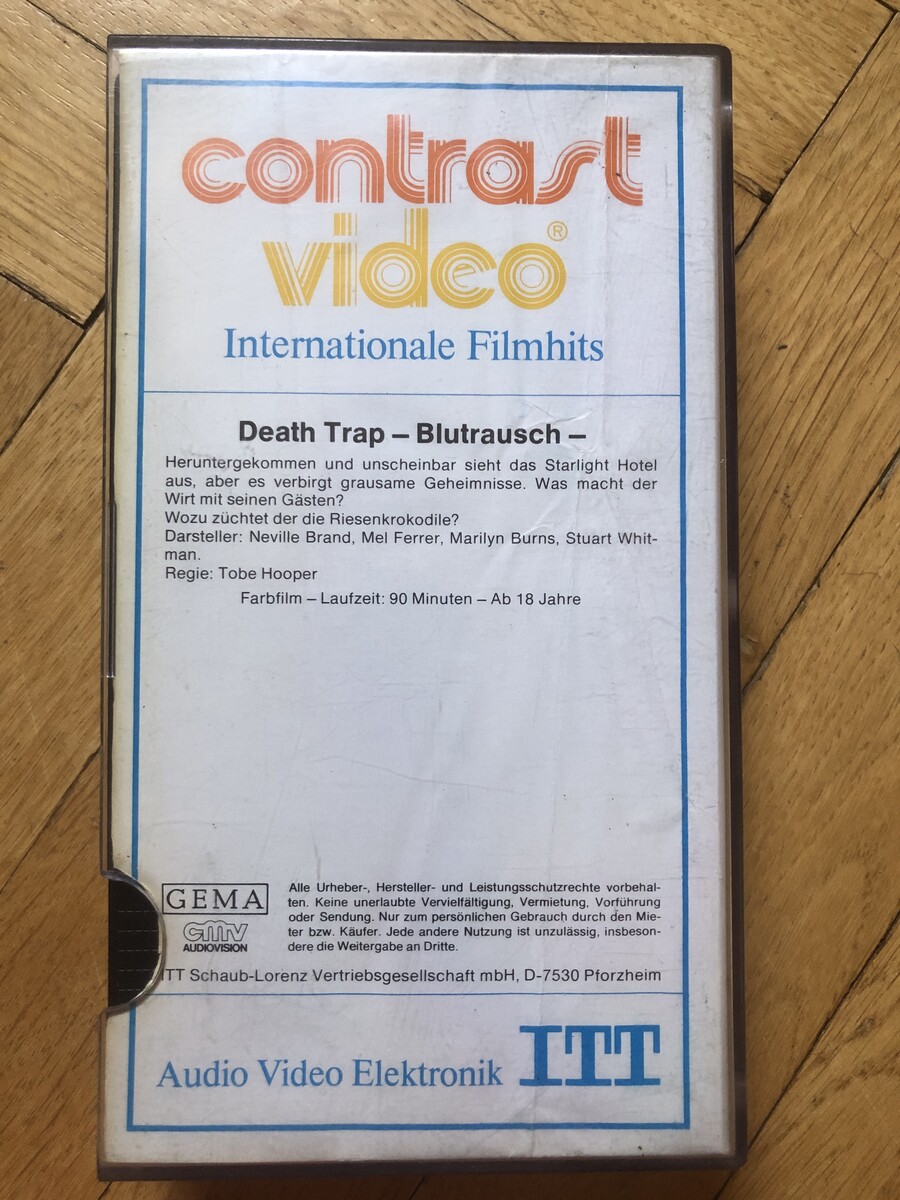 contrast
video®
Internationale Filmhits
Death Trap – Blutrausch –
Heruntergekommen und unscheinbar sieht das Starlight Hotel
aus, aber es verbirgt grausame Geheimnisse. Was macht der
Wirt mit seinen Gästen?
Wozu züchtet der die Riesenkrokodile?
Darsteller: Neville Brand, Mel Ferrer, Marilyn Burns, Stuart Whit-
man.
Regie: Tobe Hooper
Farbfilm – Laufzeit: 90 Minuten – Ab 18 Jahre
GEMA
cmv
AUDIOVISION
Alle Urheber-, Hersteller- und Leistungsschutzrechte vorbehal-
ten. Keine unerlaubte Vervielfältigung, Vermietung, Vorführung
oder Sendung. Nur zum persönlichen Gebrauch durch den Mie-
ter bzw. Käufer. Jede andere Nutzung ist unzulässig, insbeson-
dere die Weitergabe an Dritte.
ITT Schaub-Lorenz Vertriebsgesellschaft mbH, D-7530 Pforzheim
Audio Video Elektronik ITT